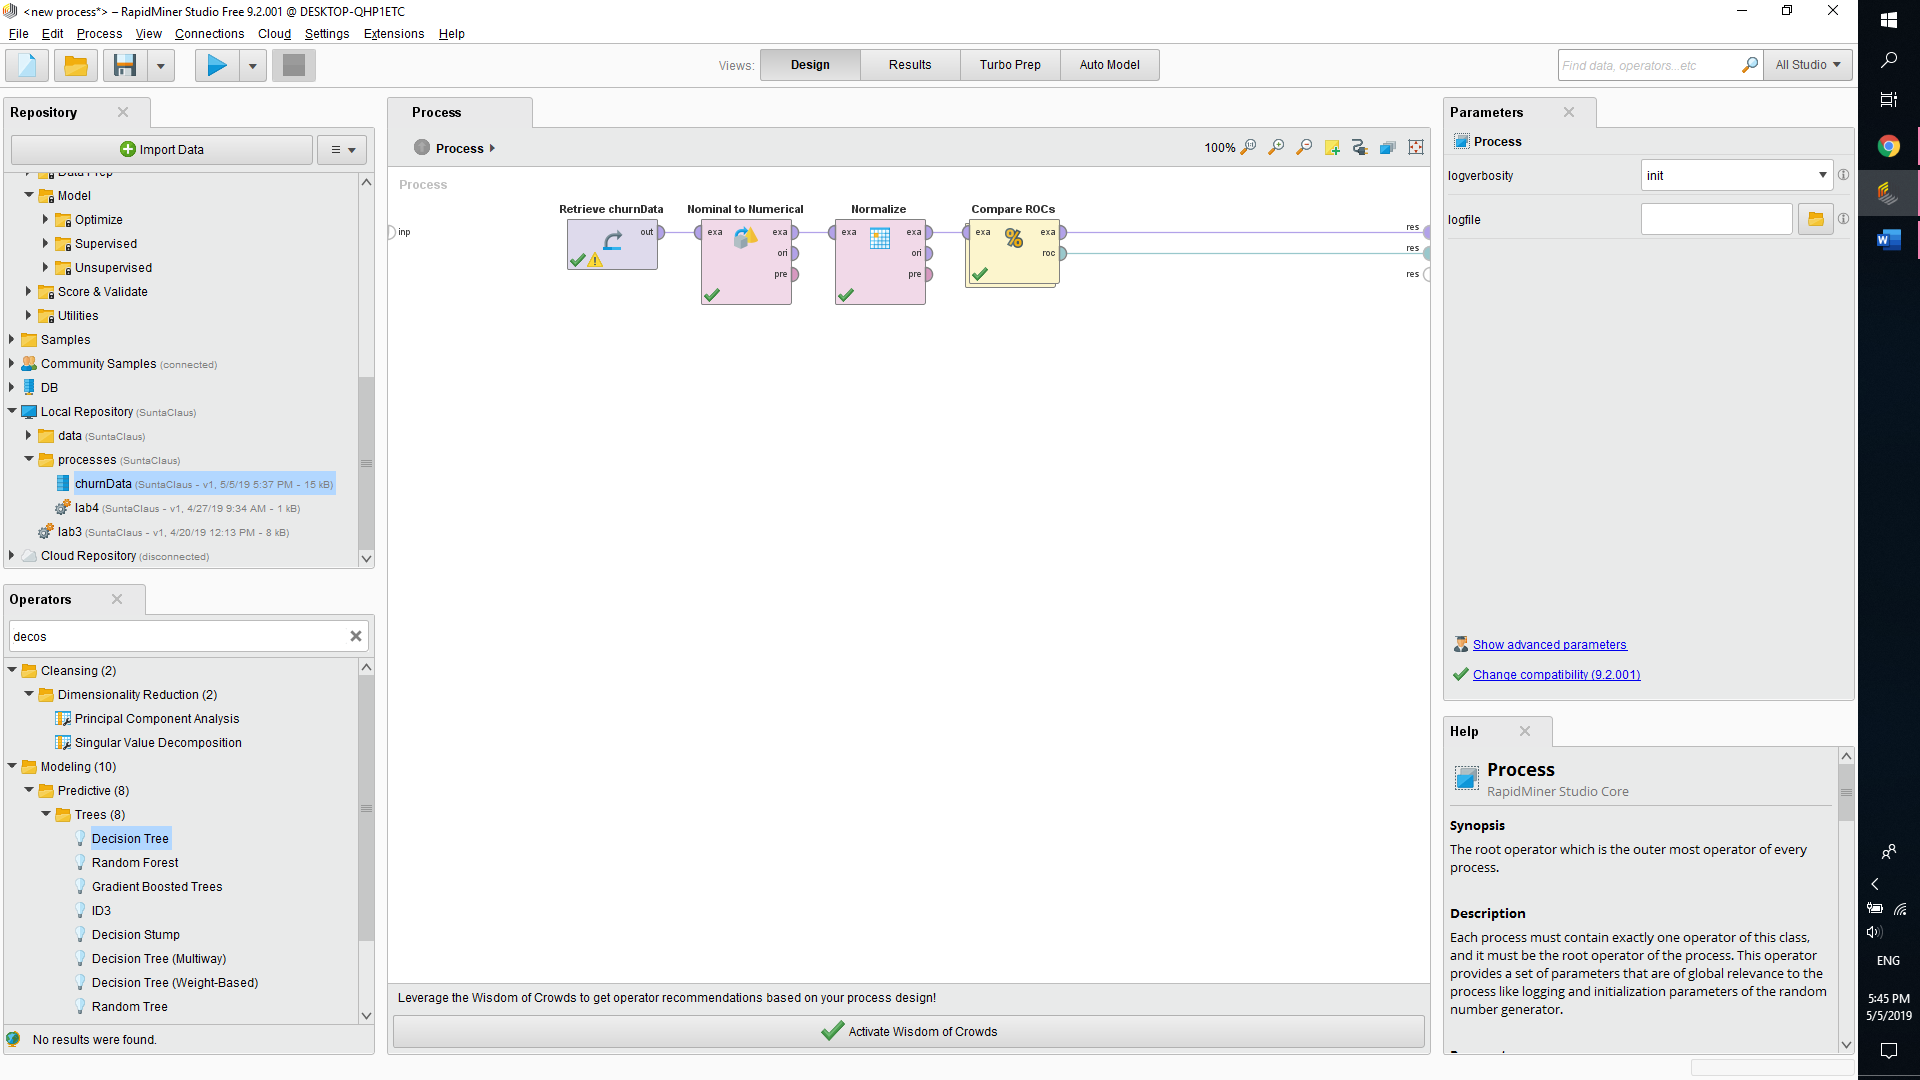 <new process*> – RapidMiner Studio Free 9.2.001 @ DESKTOP-QHP1ETC
File Edit Process View Connections Cloud Settings Extensions Help
Views: Design Results Turbo Prep Auto Model
Find data, operators...etc
All Studio
Repository
Import Data
Data Prep
Model
Optimize
Supervised
Unsupervised
Score & Validate
Utilities
Samples
Community Samples (connected)
DB
Local Repository (SuntaClaus)
data (SuntaClaus)
processes (SuntaClaus)
churnData (SuntaClaus - v1, 5/5/19 5:37 PM - 15 kB)
lab4 (SuntaClaus - v1, 4/27/19 9:34 AM - 1 kB)
lab3 (SuntaClaus - v1, 4/20/19 12:13 PM - 8 kB)
Cloud Repository (disconnected)
Operators
decos
Cleansing (2)
Dimensionality Reduction (2)
Principal Component Analysis
Singular Value Decomposition
Modeling (10)
Predictive (8)
Trees (8)
Decision Tree
Random Forest
Gradient Boosted Trees
ID3
Decision Stump
Decision Tree (Multiway)
Decision Tree (Weight-Based)
Random Tree
No results were found.
Process
Process
100%
Process
inp
Retrieve churnData
out
Nominal to Numerical
exa exa
ori
pre
Normalize
exa exa
ori
pre
Compare ROCs
exa exa
roc
res
res
res
Leverage the Wisdom of Crowds to get operator recommendations based on your process design!
Activate Wisdom of Crowds
Parameters
Process
logverbosity init
logfile
Show advanced parameters
Change compatibility (9.2.001)
Help
Process
RapidMiner Studio Core
Synopsis
The root operator which is the outer most operator of every
process.
Description
Each process must contain exactly one operator of this class,
and it must be the root operator of the process. This operator
provides a set of parameters that are of global relevance to the
process like logging and initialization parameters of the random
number generator.
ENG
5:45 PM
5/5/2019